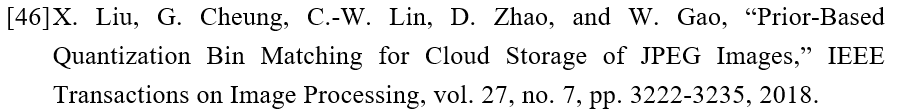 [46]X. Liu, G. Cheung, C.-W. Lin, D. Zhao, and W. Gao, “Prior-Based
Quantization Bin Matching for Cloud Storage of JPEG Images,” IEEE
Transactions on Image Processing, vol. 27, no. 7, pp. 3222-3235, 2018.